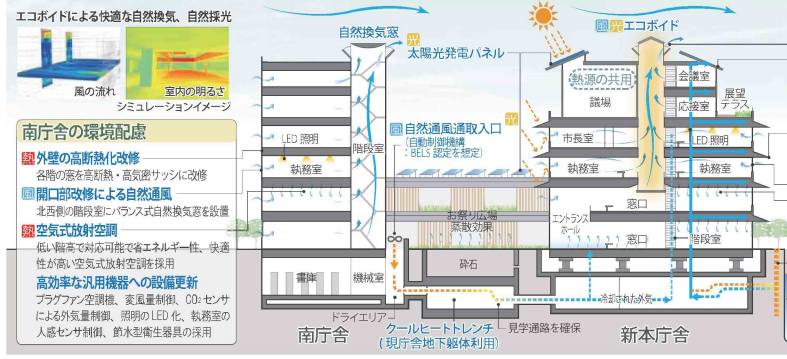 エコボイドによる快適な自然換気、自然採光
風の流れ
室内の明るさ
シミュレーションイメージ
南庁舎の環境配慮
熱 外壁の高断熱化改修
各階の窓を高断熱・高気密サッシに改修
開口部改修による自然通風
北西側の階段室にバランス式自然換気窓を設置
熱 空気式放射空調
低い階高で対応可能で省エネルギー性、快適
性が高い空気式放射空調を採用
高効率な汎用機器への設備更新
プラグファン空調機、変風量制御、CO₂センサ
による外気量制御、照明のLED化、執務室の
人感センサ制御、節水型衛生器具の採用
自然換気窓
LED 照明
執務室
階段室
書庫
機械室
ドライエリア
南庁舎
光
太陽光発電パネル
光
自然通風通取入口
(自動制御機構
:BELS 認定を想定)
お祭り広場
蒸散効果
砕石
クールヒートトレンチ
(現庁舎地下躯体利用)
見学通路を確保
光 エコボイド
熱源の共用
議場
会議室
応接室
展望
テラス
市長室
LED 照明
執務室
執務室
窓口
エントランス
ホール
窓口
階段室
冷却された外気
新本庁舎